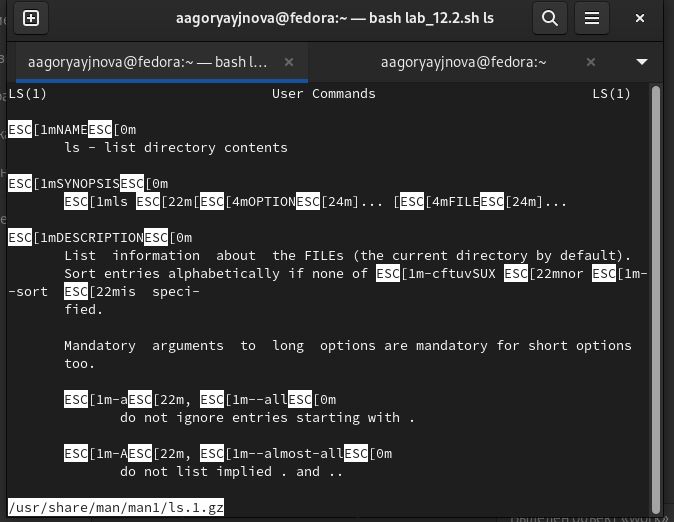 aagoryayjnova@fedora:~ — bash lab_12.2.sh ls
aagoryayjnova@fedora:~ — bash l...
aagoryayjnova@fedora:~
LS(1) User Commands LS(1)
ESC[1mNAMEESC[0m
ls - list directory contents
ESC[1mSYNOPSISESC[0m
ESC[1mls ESC[22m[ESC[4mOPTIONESC[24m]... [ESC[4mFILEESC[24m]...
ESC[1mDESCRIPTIONESC[0m
List  information  about  the FILEs (the current directory by default).
Sort entries alphabetically if none of ESC[1m-cftuvSUX ESC[22mnor ESC[1m-
-sort  ESC[22mis  speci-
fied.
Mandatory  arguments  to  long  options are mandatory for short options
too.
ESC[1m-aESC[22m, ESC[1m--allESC[0m
do not ignore entries starting with .
ESC[1m-AESC[22m, ESC[1m--almost-allESC[0m
do not list implied . and ..
/usr/share/man/man1/ls.1.gz